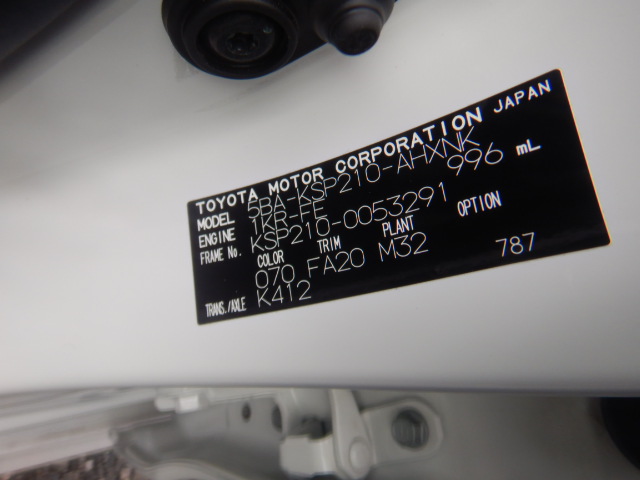 TOYOTA MOTOR CORPORATION JAPAN
MODEL 5BA-KSP210-AHXNK
ENGINE 1KR-FE 996 mL
FRAME No. KSP210-0053291
COLOR TRIM PLANT OPTION
070 FA20 M32
TRANS./AXLE K412 787